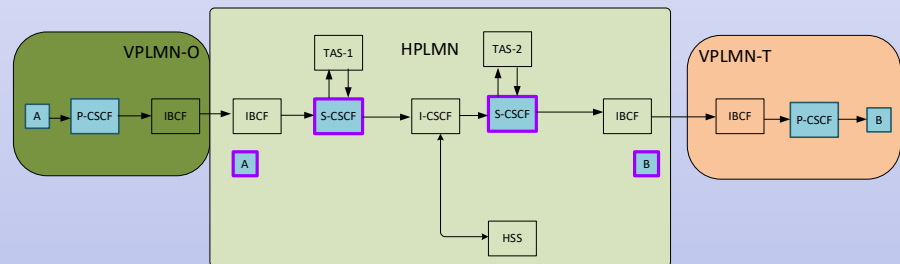 VPLMN-O
HPLMN
VPLMN-T
TAS-1
TAS-2
A
P-CSCF
IBCF
IBCF
S-CSCF
I-CSCF
S-CSCF
IBCF
IBCF
P-CSCF
B
A
B
HSS